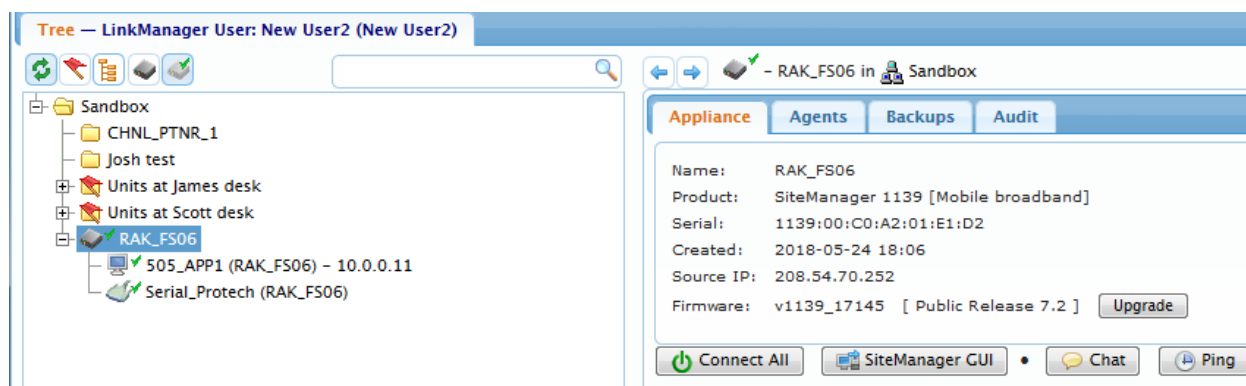 Tree — LinkManager User: New User2 (New User2)
– RAK_FS06 in Sandbox
Sandbox
CHNL_PTNR_1
Josh test
Units at James desk
Units at Scott desk
RAK_FS06
505_APP1 (RAK_FS06) – 10.0.0.11
Serial_Protech (RAK_FS06)
Appliance Agents Backups Audit
Name: RAK_FS06
Product: SiteManager 1139 [Mobile broadband]
Serial: 1139:00:C0:A2:01:E1:D2
Created: 2018-05-24 18:06
Source IP: 208.54.70.252
Firmware: v1139_17145 [ Public Release 7.2 ] Upgrade
Connect All SiteManager GUI • Chat Ping